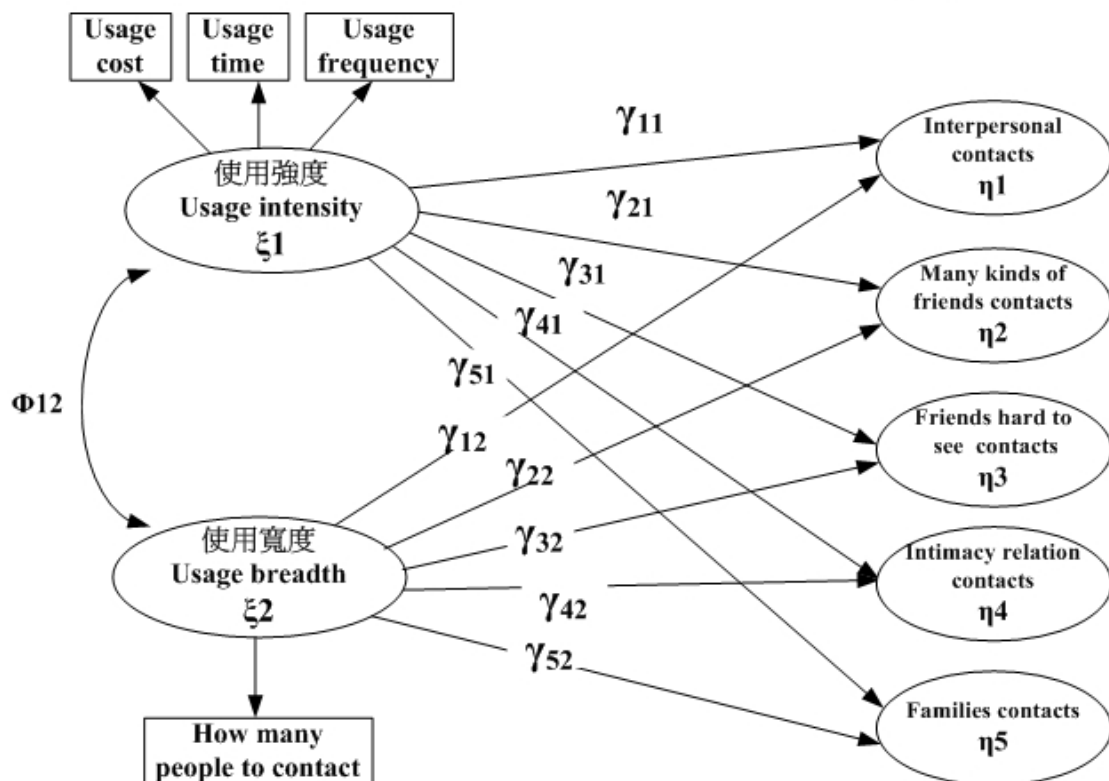 Usage
cost
Usage
time
Usage
frequency
使用強度
Usage intensity
ξ1
γ11
Interpersonal
contacts
η1
γ21
Many kinds of
friends contacts
η2
γ31
γ41
γ51
Φ12
γ12
Friends hard to
see contacts
η3
γ22
使用寬度
Usage breadth
ξ2
γ32
Intimacy relation
contacts
η4
γ42
γ52
Families contacts
η5
How many
people to contact